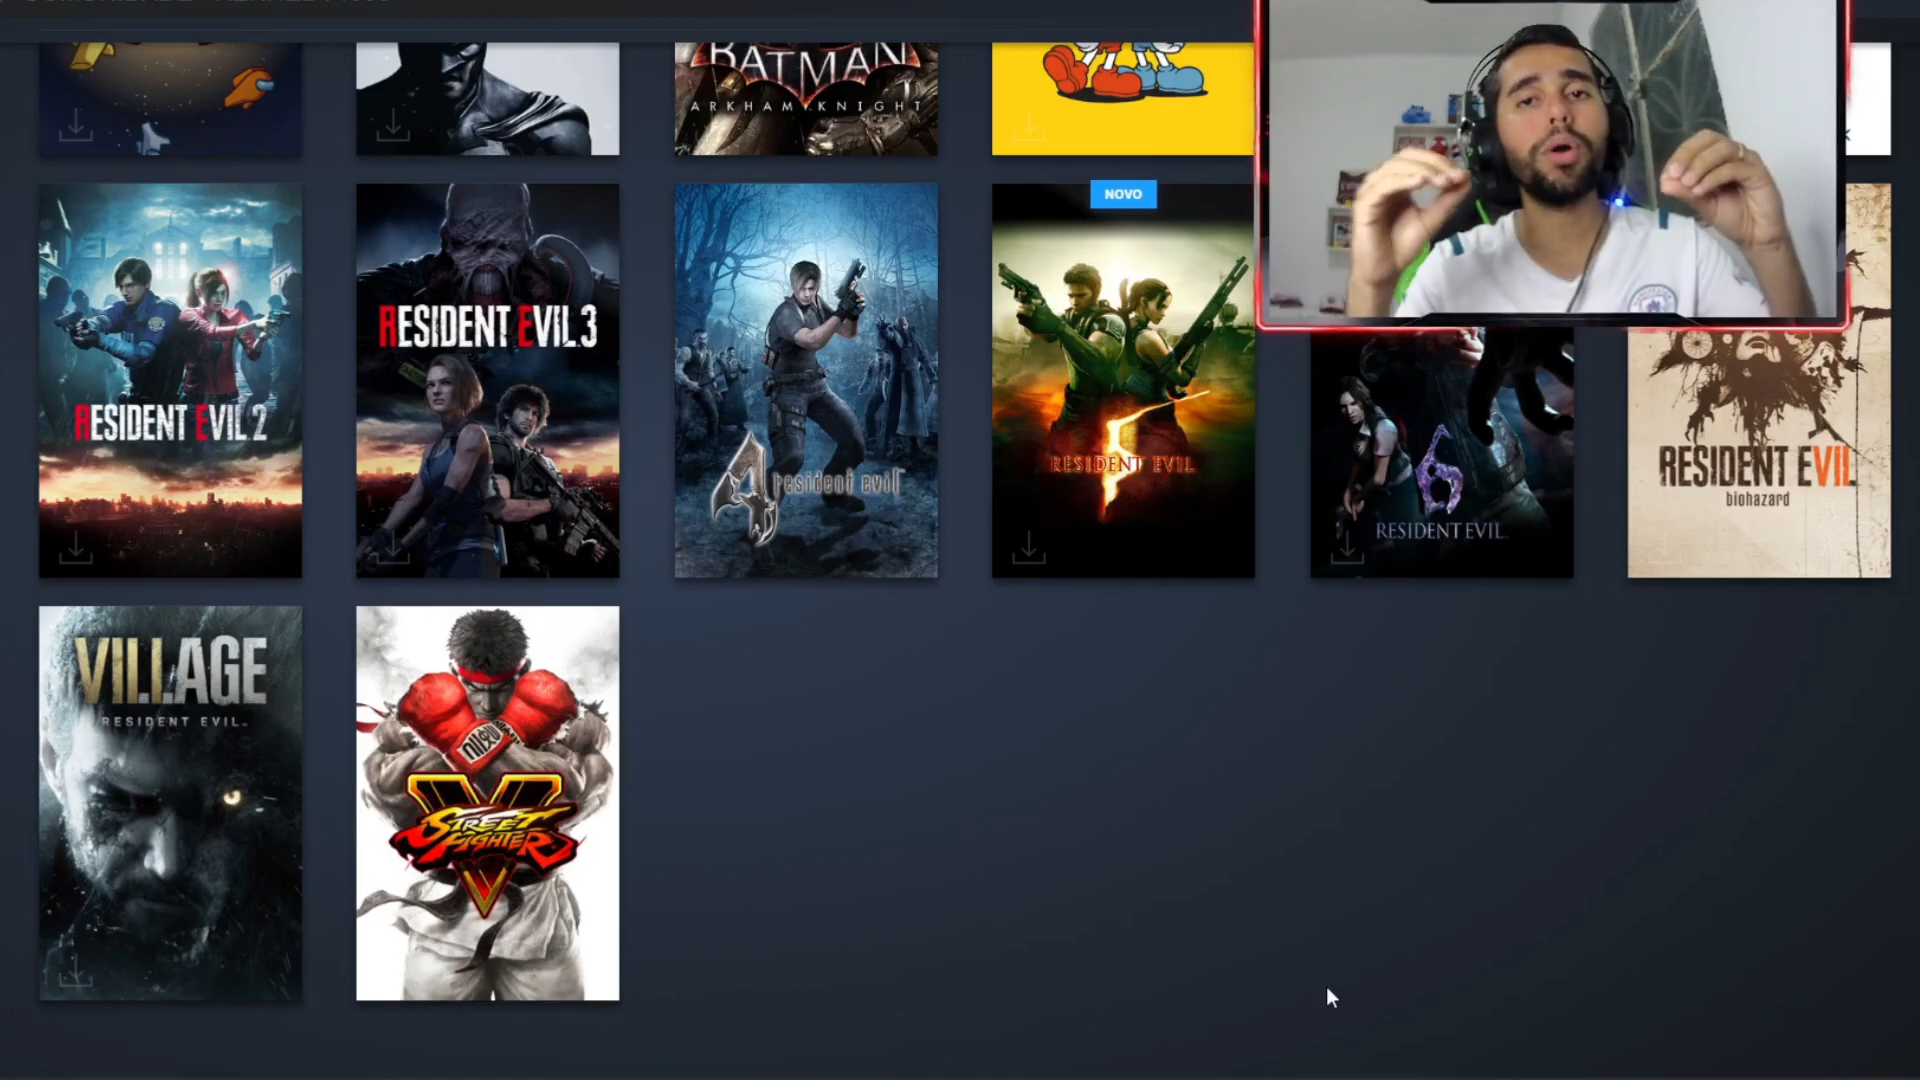 BATMAN
ARKHAM KNIGHT
NOVO
RESIDENT EVIL 2
RESIDENT EVIL 3
4 resident evil
5
RESIDENT EVIL
6
RESIDENT EVIL
RESIDENT EVIL
biohazard
VILLAGE
RESIDENT EVIL
V
STREET
FIGHTER